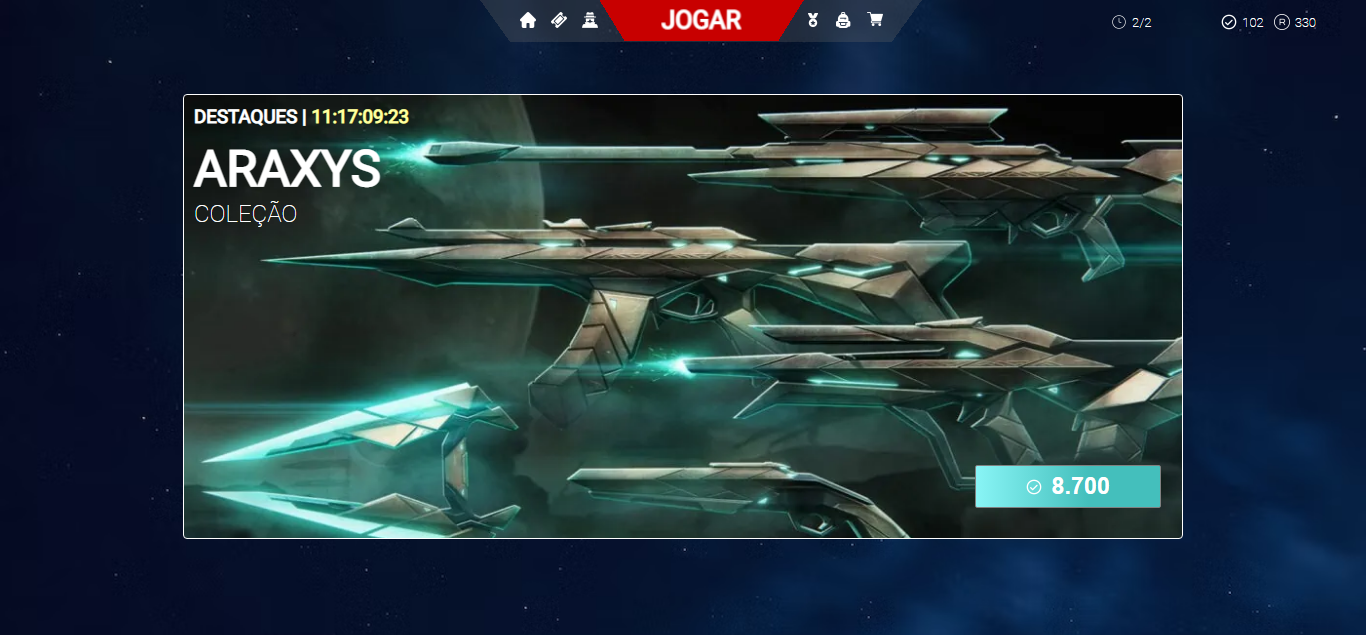 JOGAR
2/2
102
R 330
DESTAQUES | 11:17:09:23
ARAXYS
COLEÇÃO
8.700